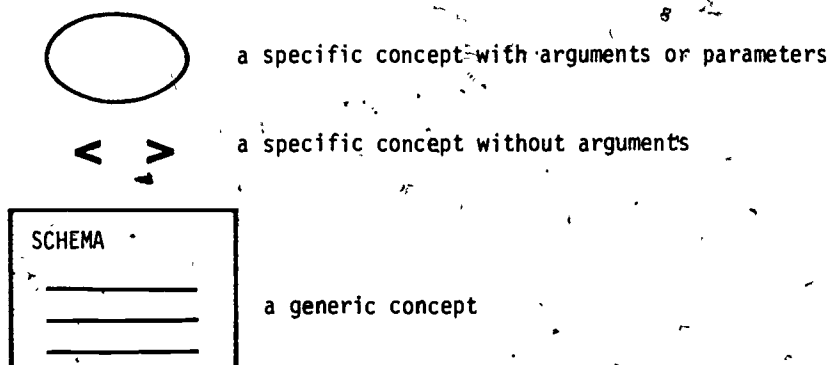 a specific concept with arguments or parameters
< > a specific concept without arguments
SCHEMA
a generic concept